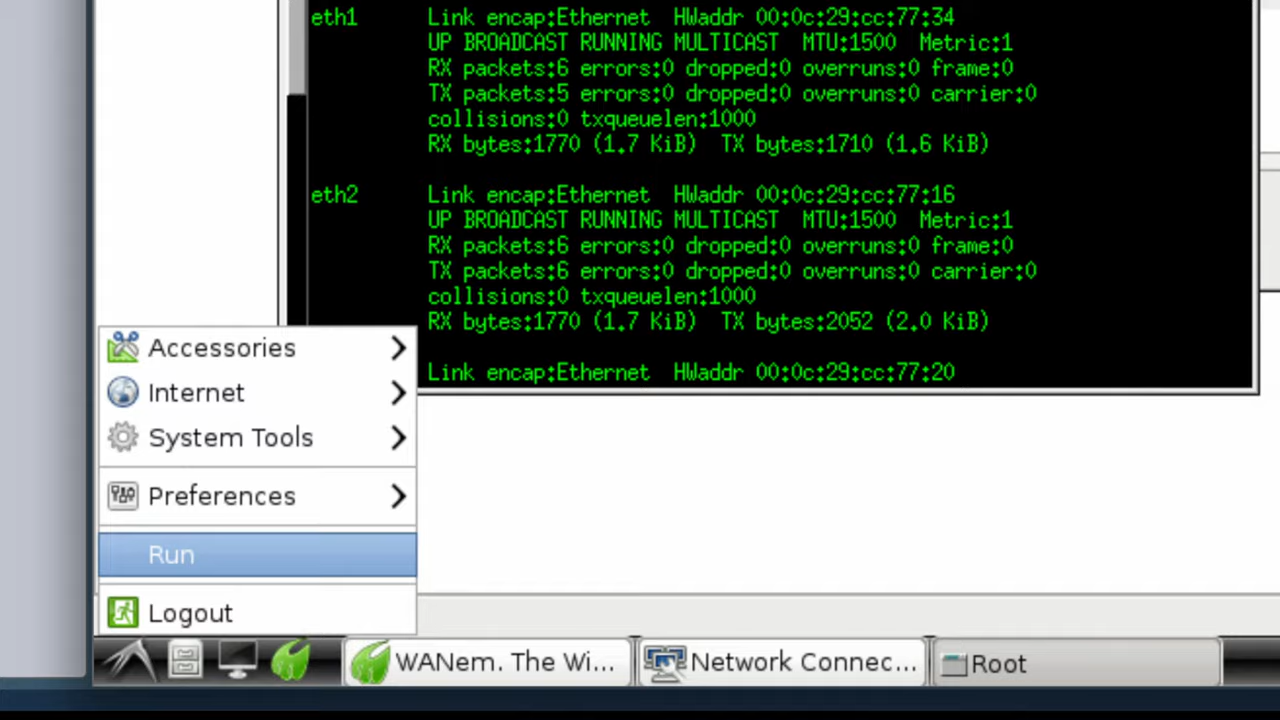 eth1 Link encap:Ethernet HWaddr 00:0c:29:cc:77:34
UP BROADCAST RUNNING MULTICAST MTU:1500 Metric:1
RX packets:6 errors:0 dropped:0 overruns:0 frame:0
TX packets:5 errors:0 dropped:0 overruns:0 carrier:0
collisions:0 txqueuelen:1000
RX bytes:1770 (1.7 KiB) TX bytes:1710 (1.6 KiB)
eth2 Link encap:Ethernet HWaddr 00:0c:29:cc:77:16
UP BROADCAST RUNNING MULTICAST MTU:1500 Metric:1
RX packets:6 errors:0 dropped:0 overruns:0 frame:0
TX packets:6 errors:0 dropped:0 overruns:0 carrier:0
collisions:0 txqueuelen:1000
RX bytes:1770 (1.7 KiB) TX bytes:2052 (2.0 KiB)
Link encap:Ethernet HWaddr 00:0c:29:cc:77:20
Accessories
Internet
System Tools
Preferences
Run
Logout
WANem. The Wi...
Network Connec...
Root